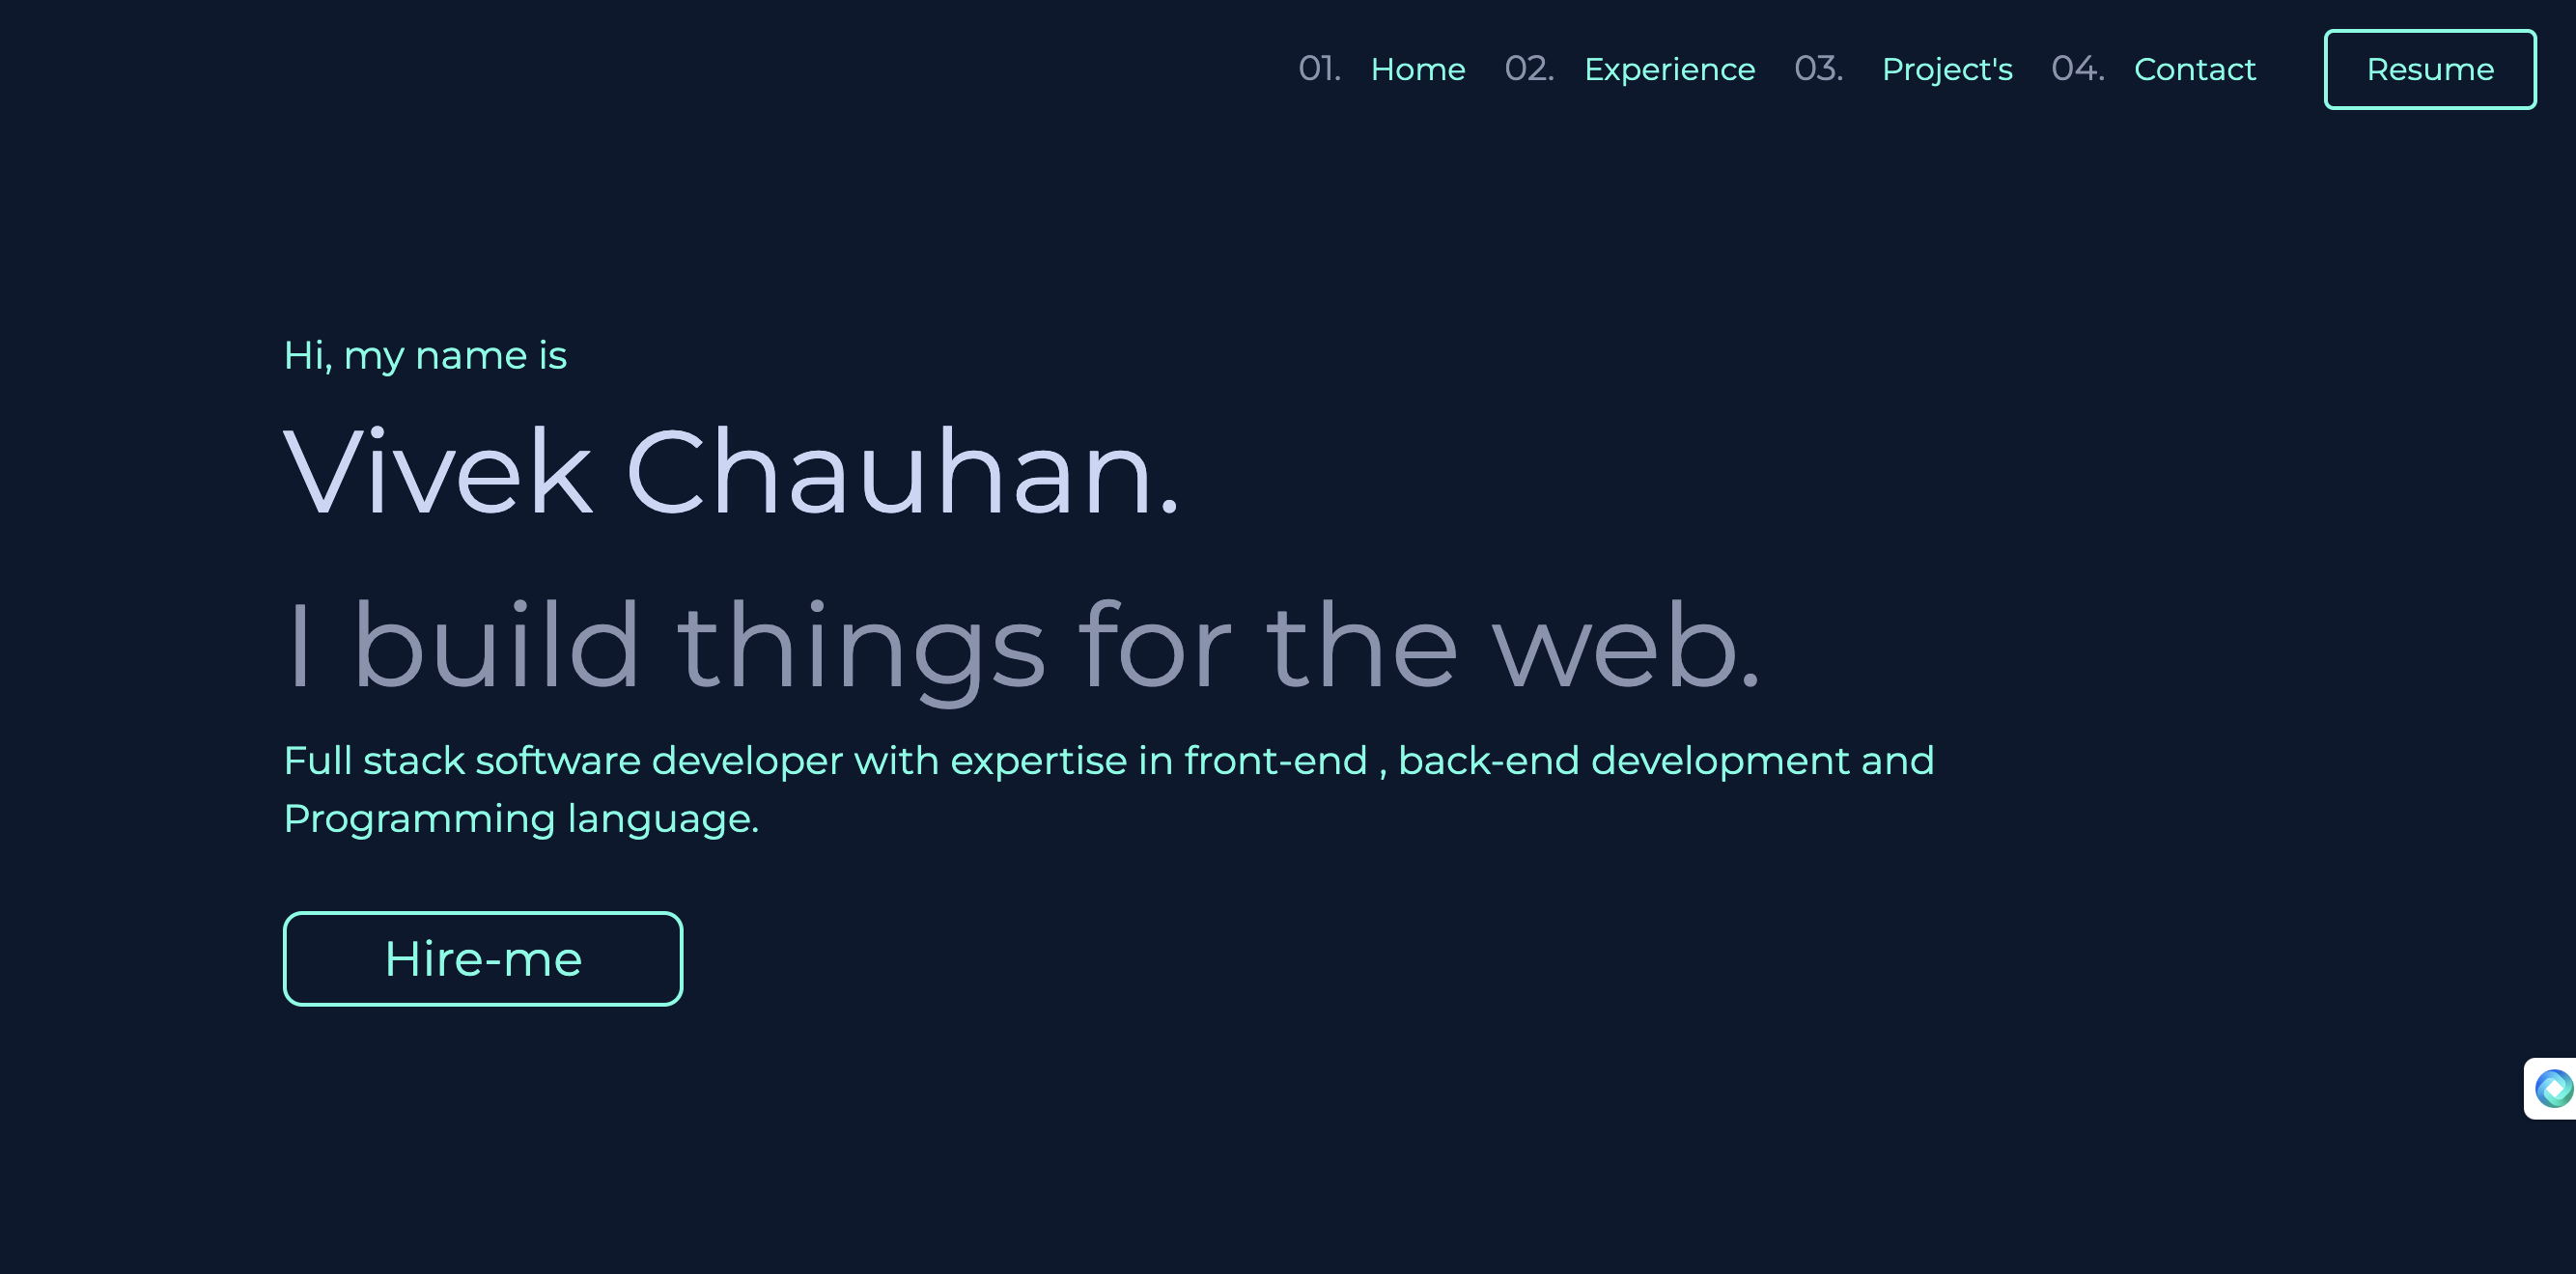 01. Home 02. Experience 03. Project's 04. Contact Resume
Hi, my name is
Vivek Chauhan.
I build things for the web.
Full stack software developer with expertise in front-end , back-end development and
Programming language.
Hire-me